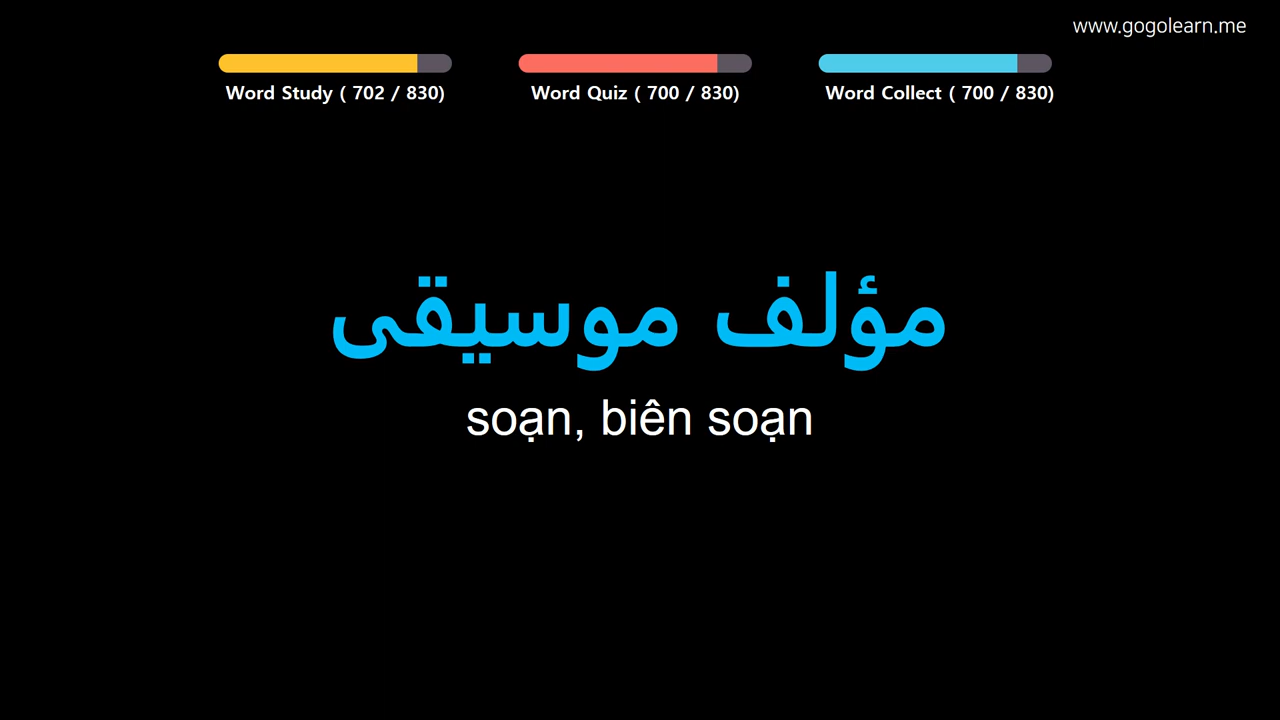 www.gogolearn.me
Word Study ( 702 / 830)
Word Quiz ( 700 / 830)
Word Collect ( 700 / 830)
مؤلف موسيقى
soạn, biên soạn